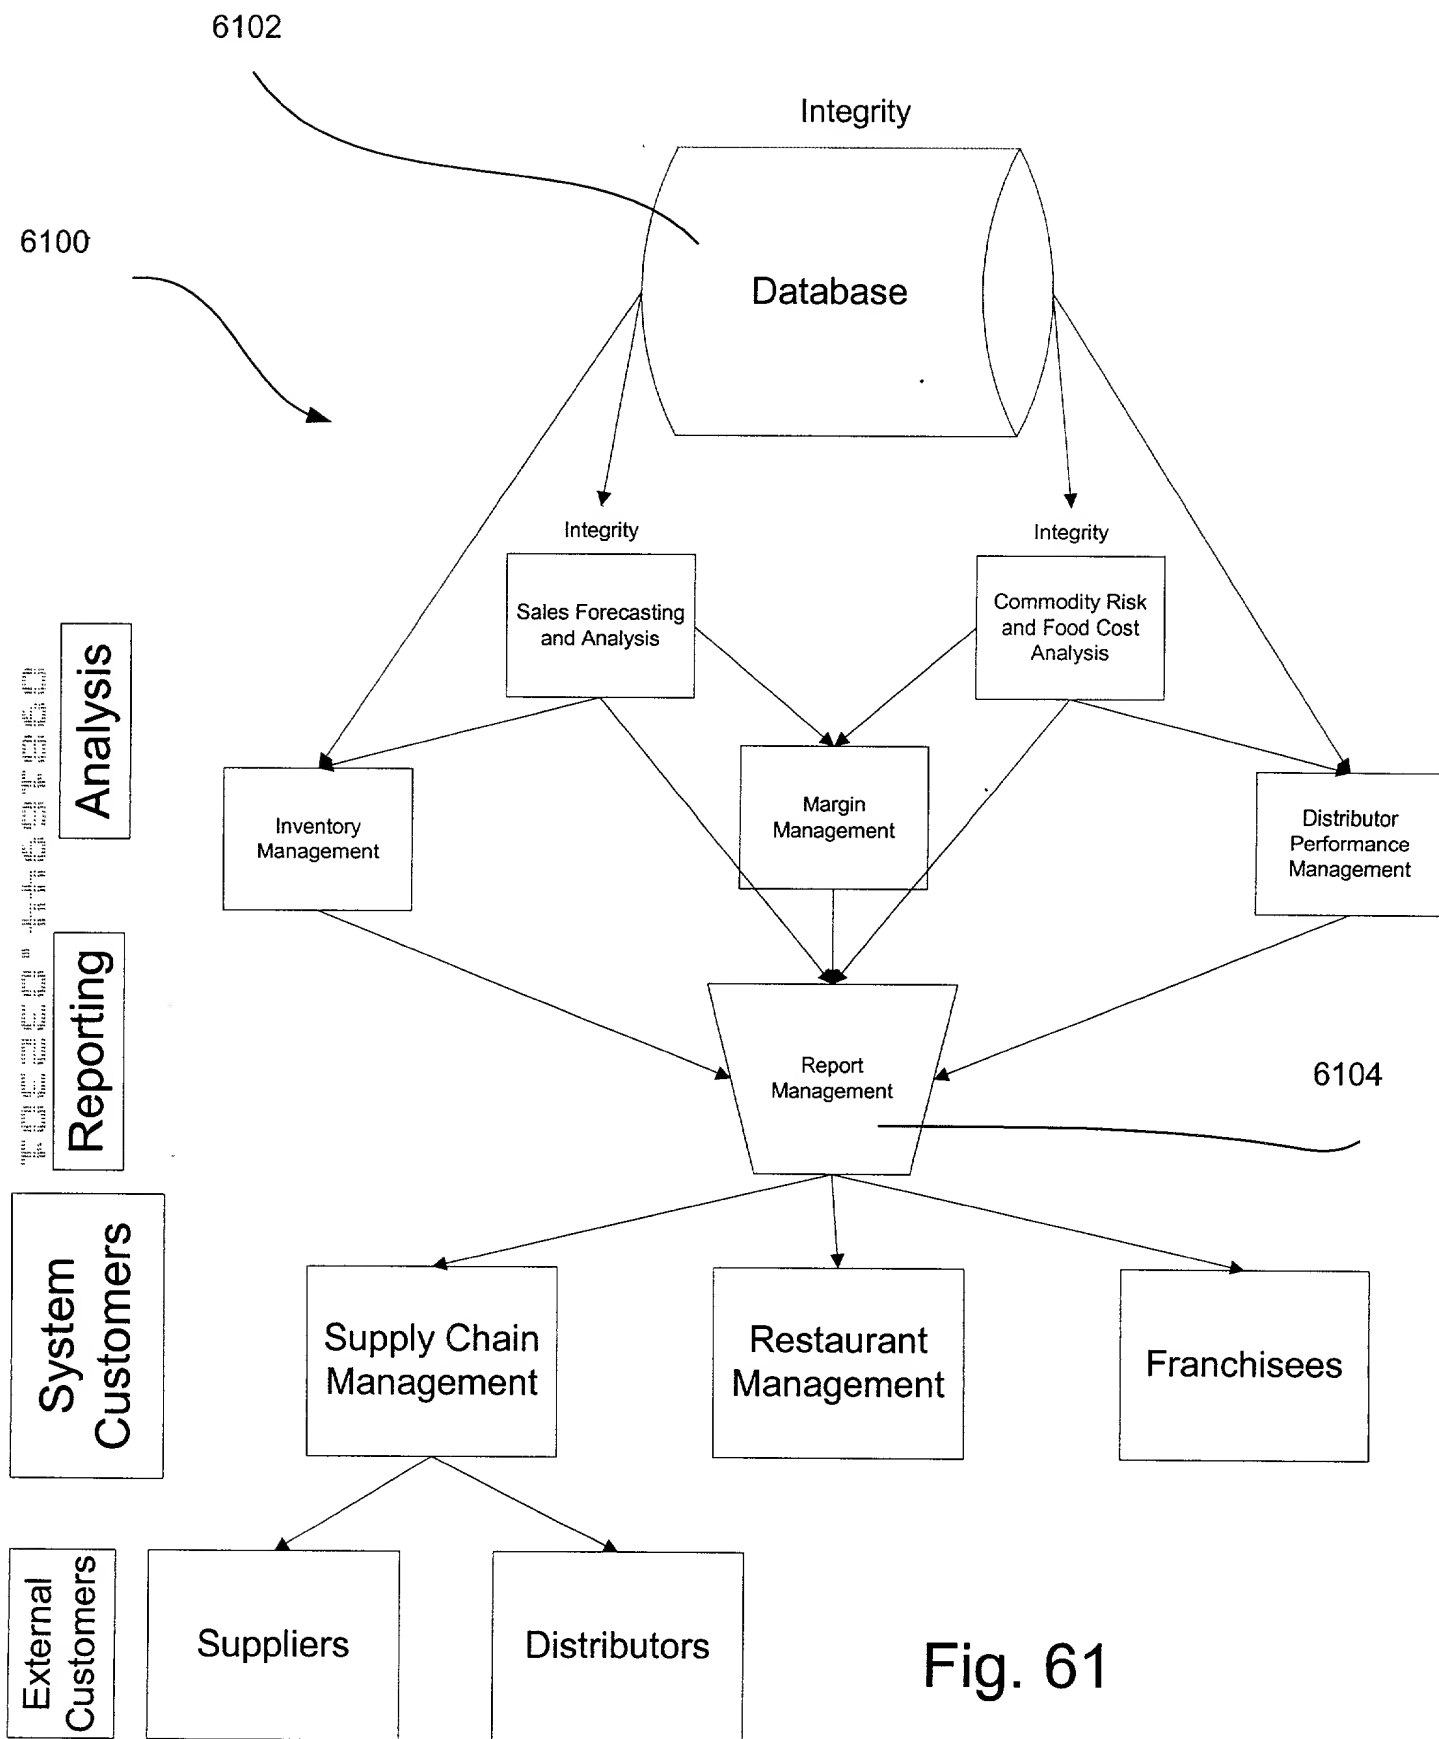 6102
Integrity
6100
Database
Integrity
Integrity
Sales Forecasting
and Analysis
Commodity Risk
and Food Cost
Analysis
Analysis
Inventory
Management
Margin
Management
Distributor
Performance
Management
Reporting
Report
Management
6104
System
Customers
Supply Chain
Management
Restaurant
Management
Franchisees
External
Customers
Suppliers
Distributors
Fig. 61